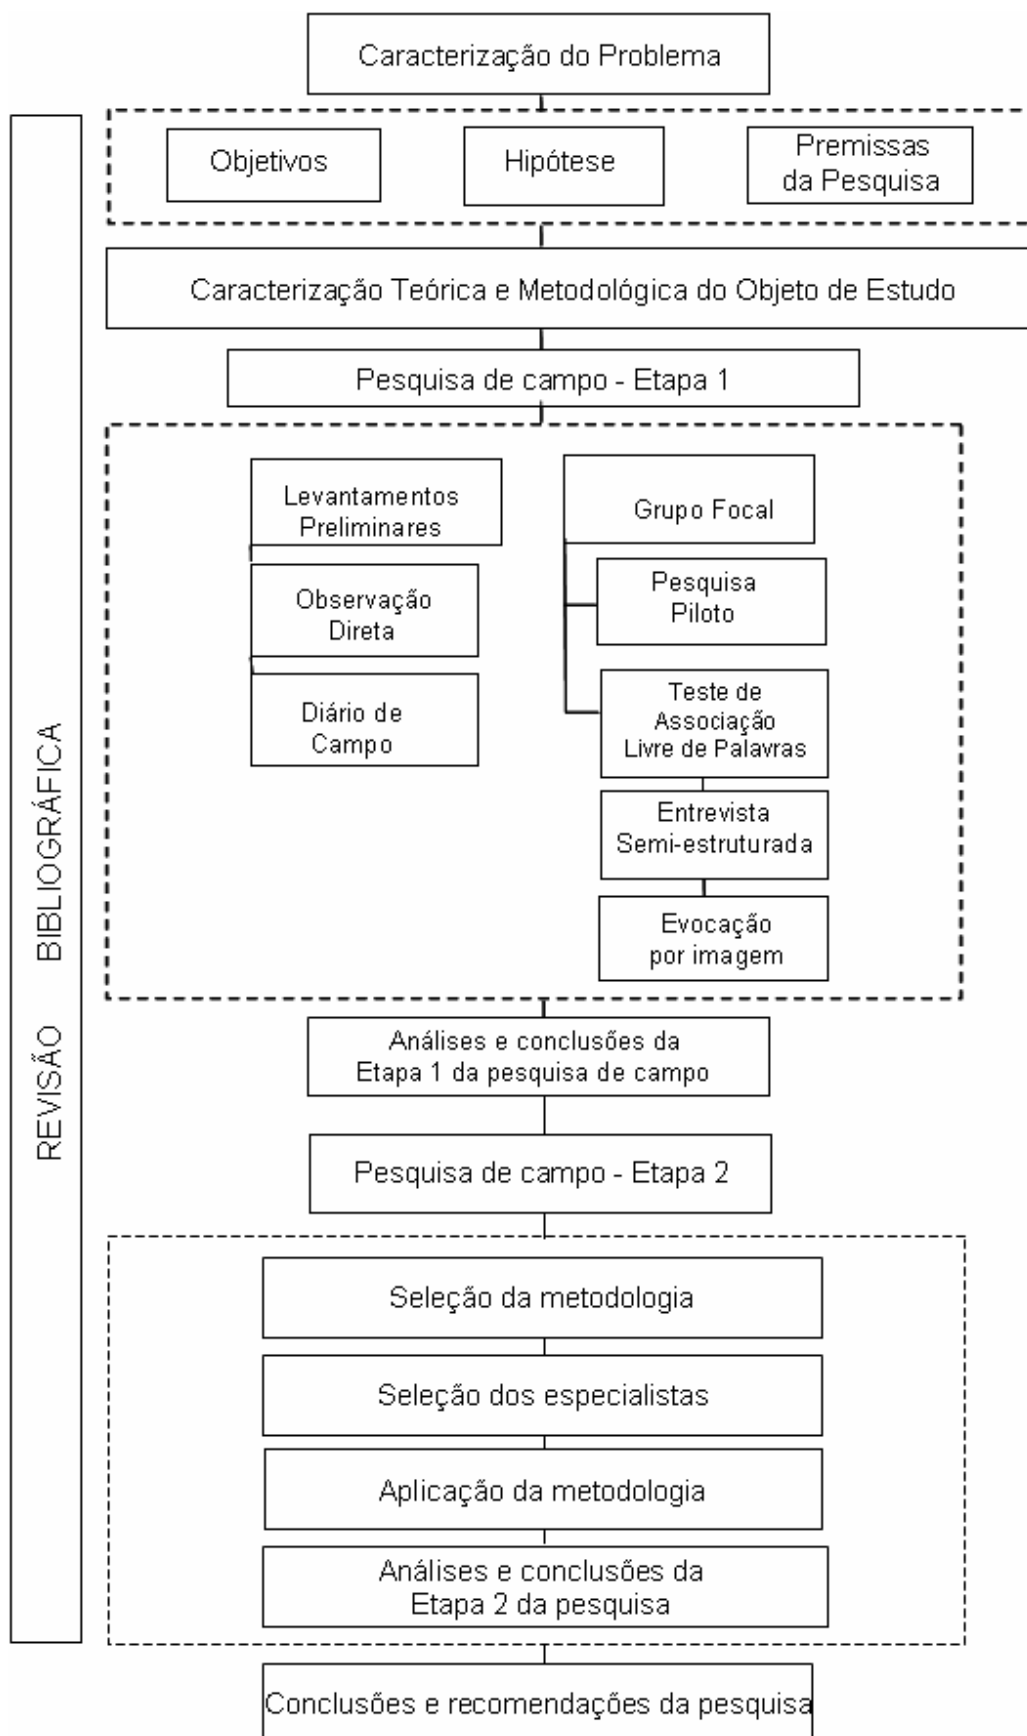 Caracterização do Problema
Objetivos
Hipótese
Premissas
da Pesquisa
Caracterização Teórica e Metodológica do Objeto de Estudo
Pesquisa de campo - Etapa 1
Levantamentos
Preliminares
Observação
Direta
Diário de
Campo
Grupo Focal
Pesquisa
Piloto
Teste de
Associação
Livre de Palavras
Entrevista
Semi-estruturada
Evocação
por imagem
Análises e conclusões da
Etapa 1 da pesquisa de campo
Pesquisa de campo - Etapa 2
Seleção da metodologia
Seleção dos especialistas
Aplicação da metodologia
Análises e conclusões da
Etapa 2 da pesquisa
Conclusões e recomendações da pesquisa
REVISÃO BIBLIOGRÁFICA